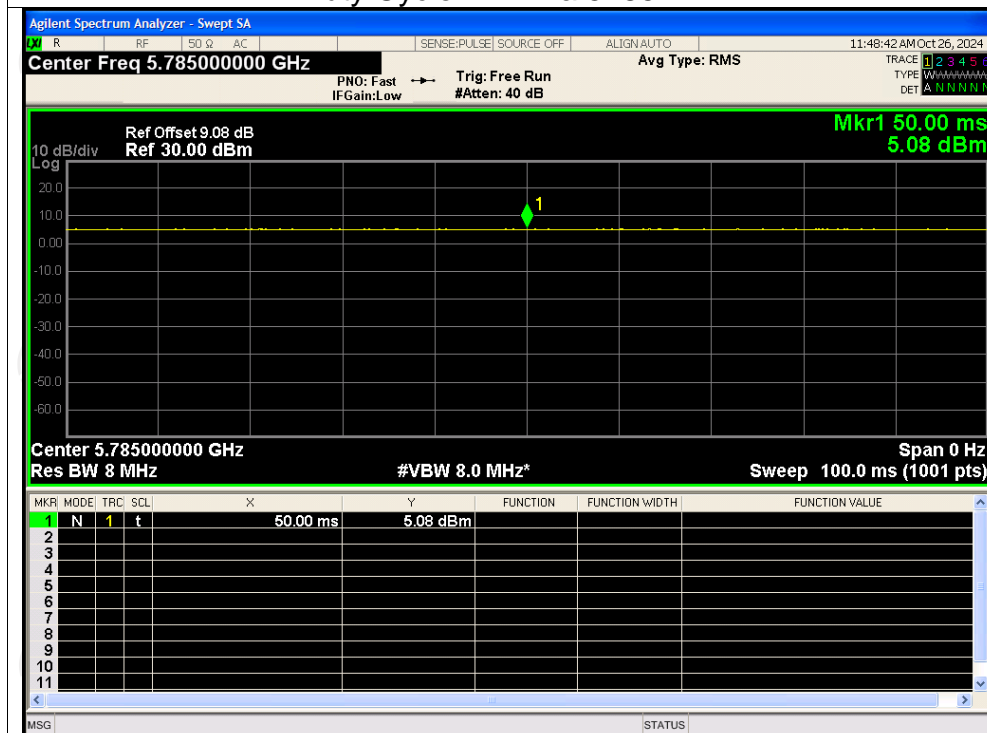 Agilent Spectrum Analyzer - Swept SA
LXI R RF 50 Ω AC SENSE:PULSE SOURCE OFF ALIGN AUTO 11:48:42 AM Oct 26, 2024
Center Freq 5.785000000 GHz
Avg Type: RMS
TRACE 1 2 3 4 5 6
TYPE
DET A N N N N N
PNO: Fast
IFGain:Low
Trig: Free Run
#Atten: 40 dB
Mkr1 50.00 ms
5.08 dBm
Ref Offset 9.08 dB
10 dB/div Ref 30.00 dBm
Log
20.0
10.0
0.00
-10.0
-20.0
-30.0
-40.0
-50.0
-60.0
1
Center 5.785000000 GHz Span 0 Hz
Res BW 8 MHz #VBW 8.0 MHz* Sweep 100.0 ms (1001 pts)
MKR MODE TRC SCL X Y FUNCTION FUNCTION WIDTH FUNCTION VALUE
1 N 1 t 50.00 ms 5.08 dBm
2
3
4
5
6
7
8
9
10
11
MSG STATUS